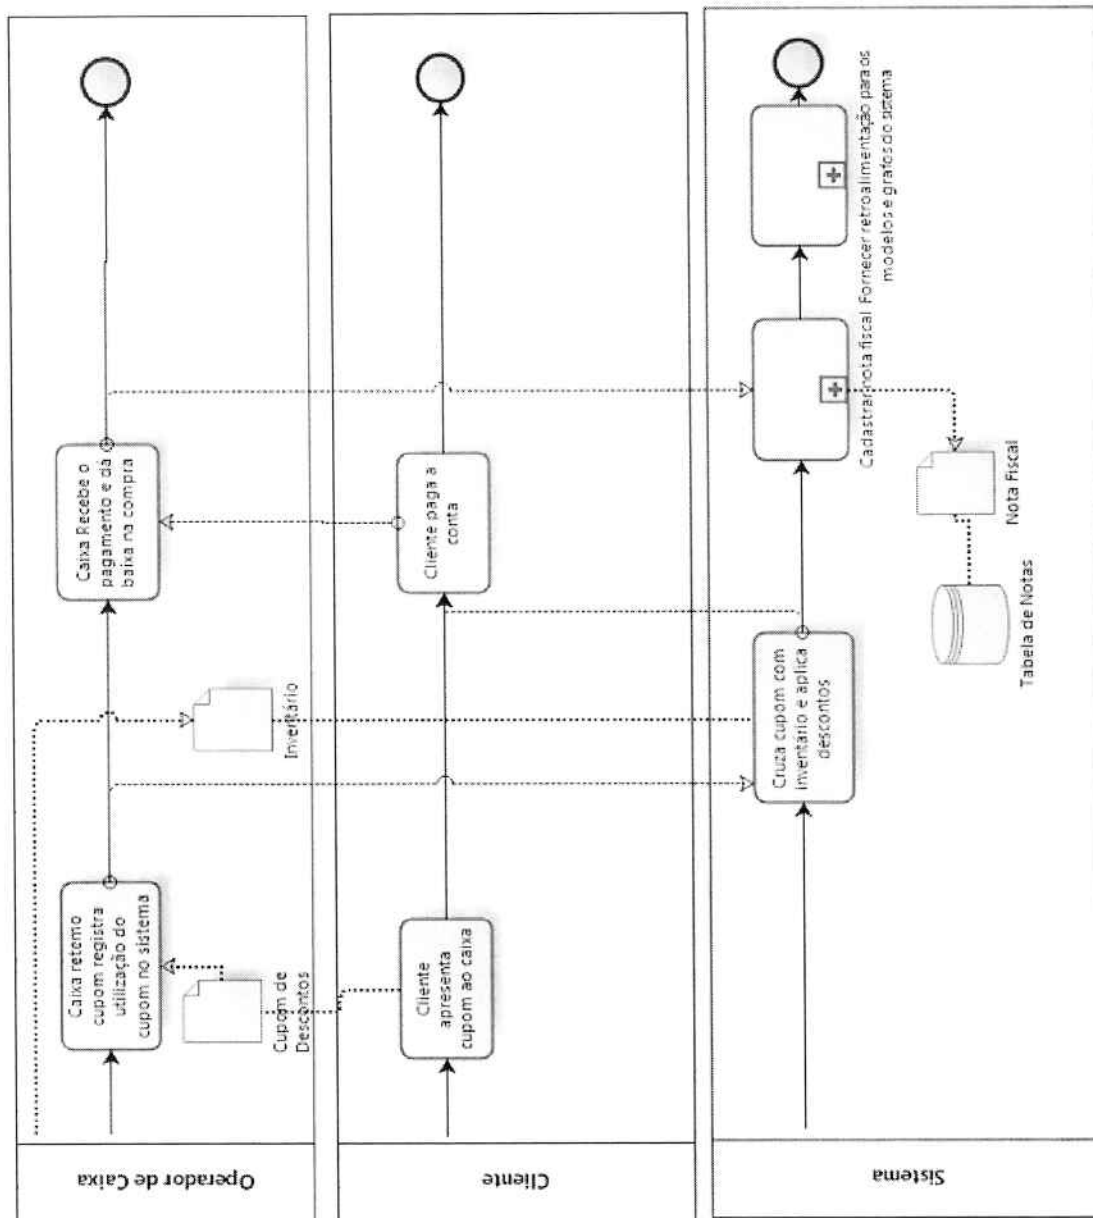 Operador de Caixa
Caixa retemo
cupom registra
utilização do
cupom no sistema
Cupom de
Descontos
Inventário
Caixa Recebe o
pagamento e dá
baixa na compra
Cliente
Cliente
apresenta
cupom ao caixa
Cliente paga a
conta
Sistema
Cruza cupom com
inventário e aplica
descontos
Cadastrar nota fiscal
Fornecer retroalimentação para os
modelos e grafos do sistema
Nota Fiscal
Tabela de Notas